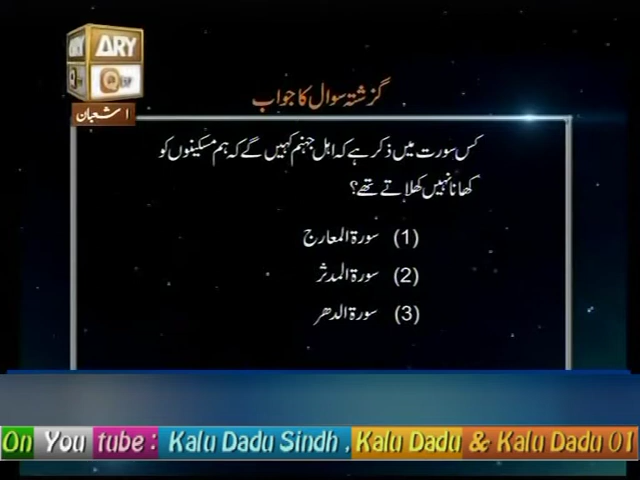 ARY
ARY
Q
Q
۱ شعبان
گزشتہ سوال کا جواب
کس سورت میں ذکر ہے کہ اہل جہنم کہیں گے کہ ہم مسکینوں کو
کھانا نہیں کھلاتے تھے؟
(1) سورۃ المعارج
(2) سورۃ المدثر
(3) سورۃ الدھر
On You tube : Kalu Dadu Sindh , Kalu Dadu & Kalu Dadu 01